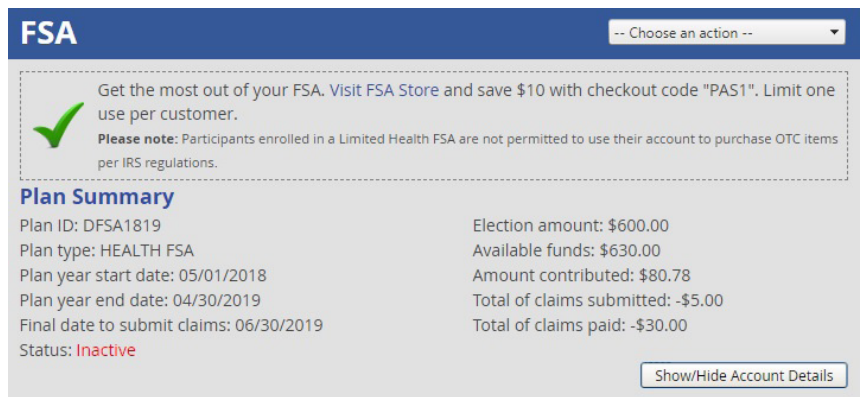 FSA
-- Choose an action --
Get the most out of your FSA. Visit FSA Store and save $10 with checkout code "PAS1". Limit one
use per customer.
Please note: Participants enrolled in a Limited Health FSA are not permitted to use their account to purchase OTC items
per IRS regulations.
Plan Summary
Plan ID: DFSA1819
Plan type: HEALTH FSA
Plan year start date: 05/01/2018
Plan year end date: 04/30/2019
Final date to submit claims: 06/30/2019
Status: Inactive
Election amount: $600.00
Available funds: $630.00
Amount contributed: $80.78
Total of claims submitted: -$5.00
Total of claims paid: -$30.00
Show/Hide Account Details